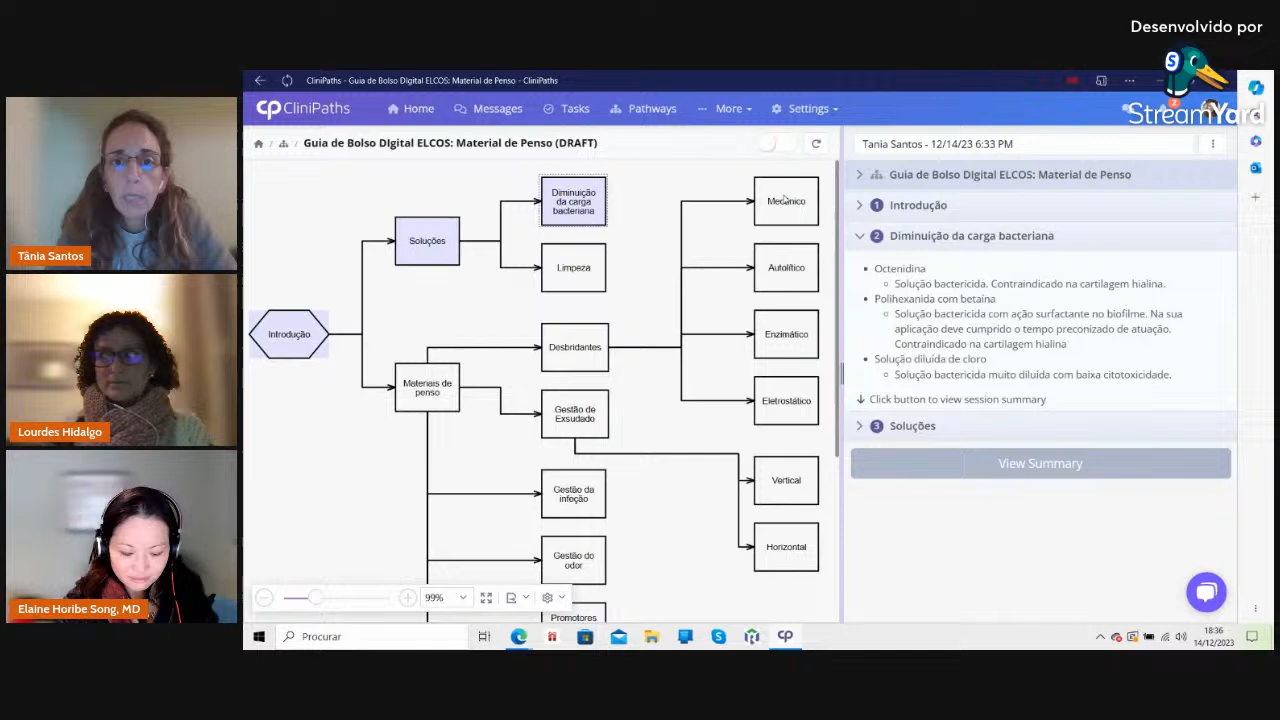 Desenvolvido por
StreamYard
CliniPaths - Guia de Bolso DIgital ELCOS: Material de Penso - CliniPaths
CliniPaths
Home
Messages
Tasks
Pathways
More
Settings
Guia de Bolso DIgital ELCOS: Material de Penso (DRAFT)
Tania Santos - 12/14/23 6:33 PM
Guia de Bolso DIgital ELCOS: Material de Penso
1 Introdução
2 Diminuição da carga bacteriana
Octenidina
Solução bactericida. Contraindicado na cartilagem hialina.
Polihexanida com betaína
Solução bactericida com ação surfactante no biofilme. Na sua
aplicação deve cumprido o tempo preconizado de atuação.
Contraindicado na cartilagem hialina
Solução diluída de cloro
Solução bactericida muito diluída com baixa citotoxicidade.
Click button to view session summary
3 Soluções
View Summary
Introdução
Soluções
Materiais de
penso
Diminuição
da carga
bacteriana
Limpeza
Desbridantes
Gestão de
Exsudado
Gestão da
infeção
Gestão do
odor
Promotores
Mecânico
Autolítico
Enzimático
Eletrostático
Vertical
Horizontal
99%
Tânia Santos
Lourdes Hidalgo
Elaine Horibe Song, MD
Procurar
18:36
14/12/2023